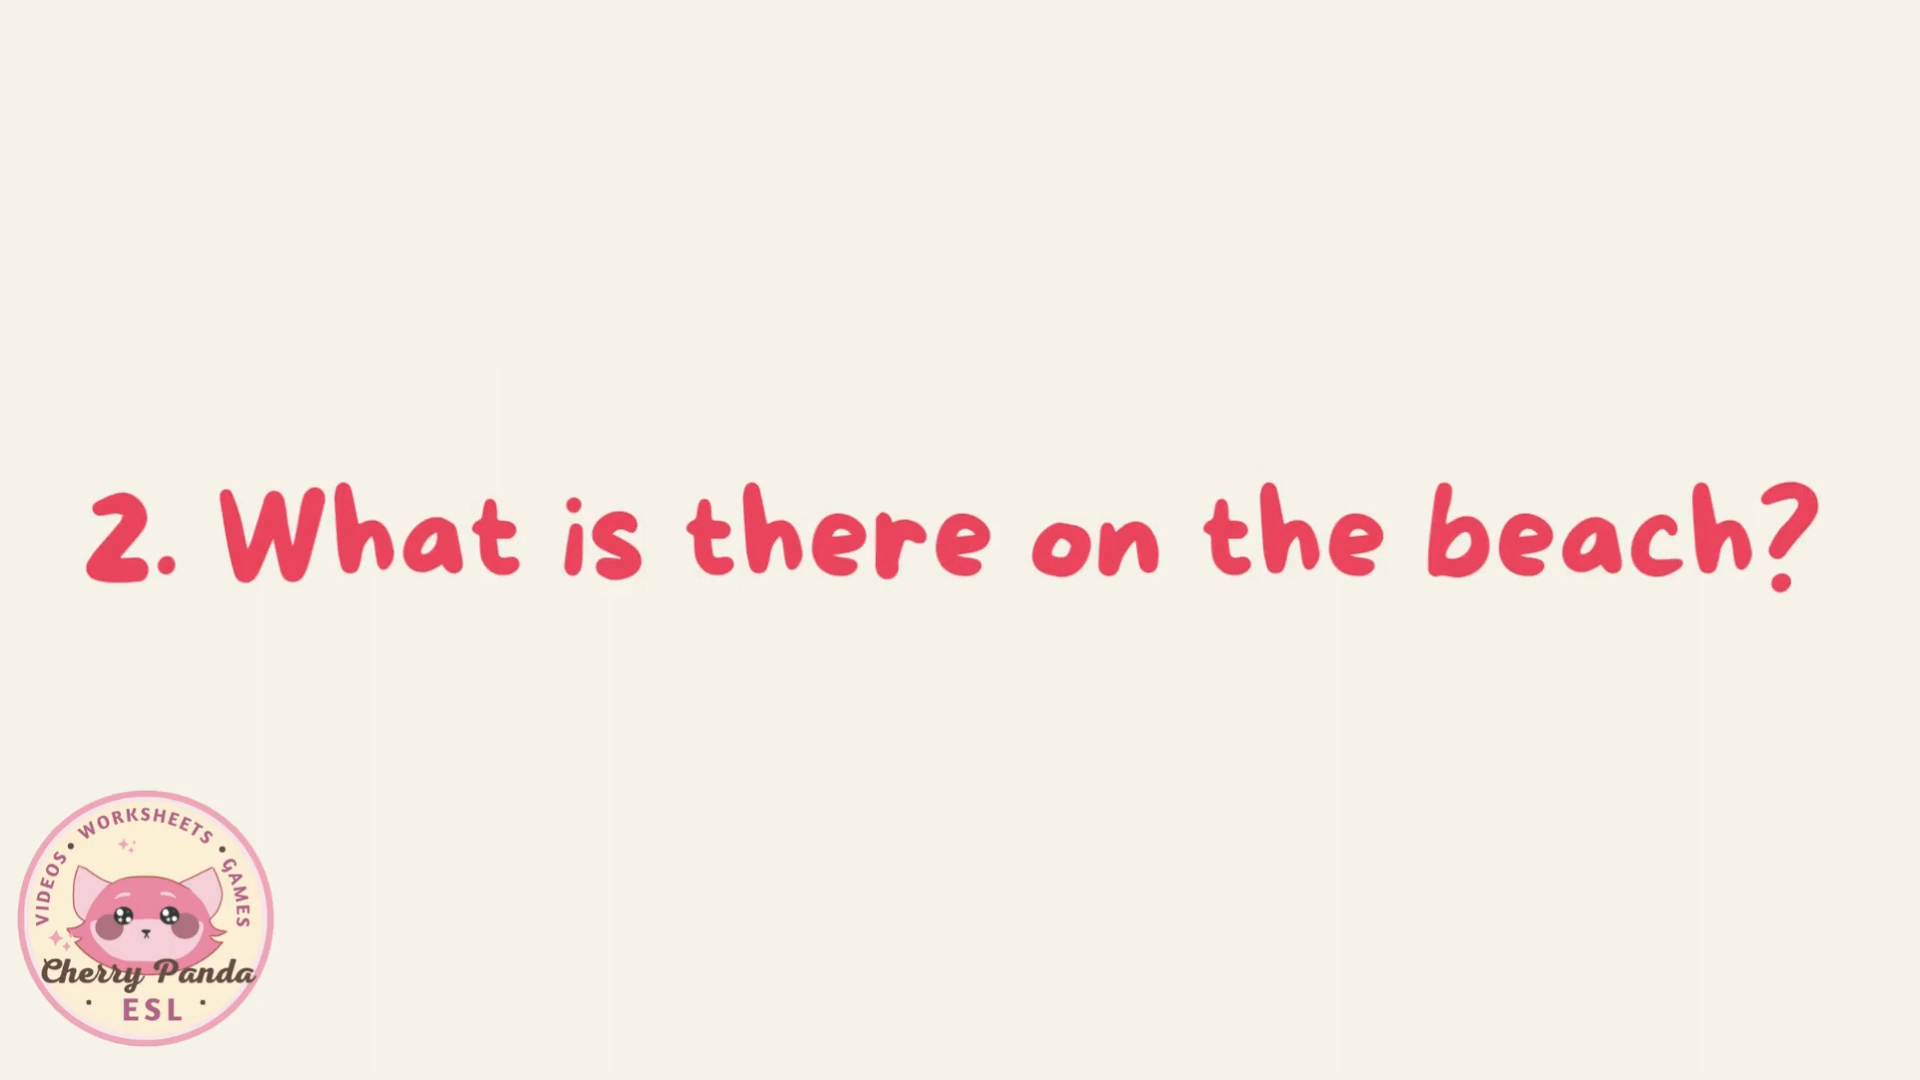 2. What is there on the beach?
VIDEOS • WORKSHEETS • GAMES
Cherry Panda
• ESL •